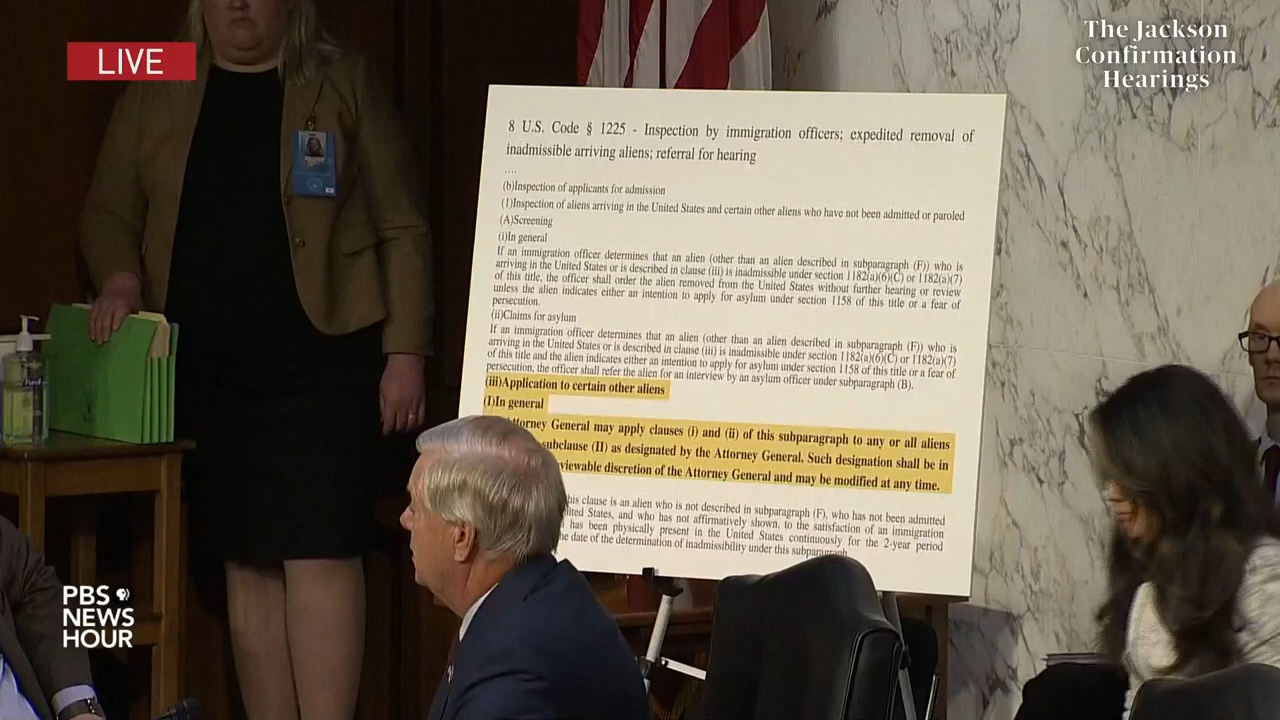 LIVE
The Jackson
Confirmation
Hearings
8 U.S. Code § 1225 - Inspection by immigration officers; expedited removal of
inadmissible arriving aliens; referral for hearing
....
(b)Inspection of applicants for admission
(1)Inspection of aliens arriving in the United States and certain other aliens who have not been admitted or paroled
(A)Screening
(i)In general
If an immigration officer determines that an alien (other than an alien described in subparagraph (F)) who is
arriving in the United States or is described in clause (iii) is inadmissible under section 1182(a)(6)(C) or 1182(a)(7)
of this title, the officer shall order the alien removed from the United States without further hearing or review
unless the alien indicates either an intention to apply for asylum under section 1158 of this title or a fear of
persecution.
(ii)Claims for asylum
If an immigration officer determines that an alien (other than an alien described in subparagraph (F)) who is
arriving in the United States or is described in clause (iii) is inadmissible under section 1182(a)(6)(C) or 1182(a)(7)
of this title and the alien indicates either an intention to apply for asylum under section 1158 of this title or a fear of
persecution, the officer shall refer the alien for an interview by an asylum officer under subparagraph (B).
(iii)Application to certain other aliens
(I)In general
Attorney General may apply clauses (i) and (ii) of this subparagraph to any or all aliens
subclause (II) as designated by the Attorney General. Such designation shall be in
discretion of the Attorney General and may be modified at any time.
this clause is an alien who is not described in subparagraph (F), who has not been admitted
States, and who has not affirmatively shown, to the satisfaction of an immigration
has been physically present in the United States continuously for the 2-year period
date of the determination of inadmissibility under this subparagraph
PBS
NEWS
HOUR